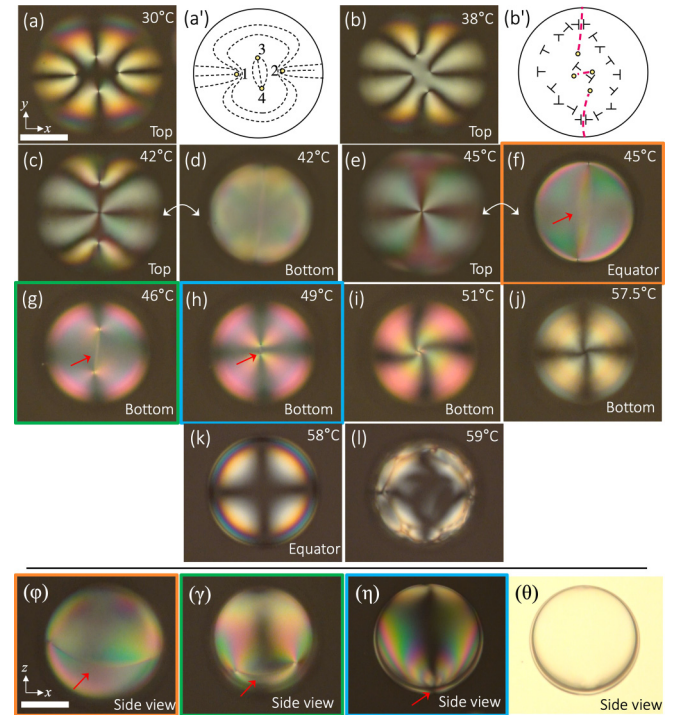 (a) 30°C (a') (b) 38°C (b')
3
1 2
4
y
x
Top Top
(c) 42°C (d) 42°C (e) 45°C (f) 45°C
Top Bottom Top Equator
(g) 46°C (h) 49°C (i) 51°C (j) 57.5°C
Bottom Bottom Bottom Bottom
(k) 58°C (l) 59°C
Equator
(φ) (γ) (η) (θ)
z
x
Side view Side view Side view Side view